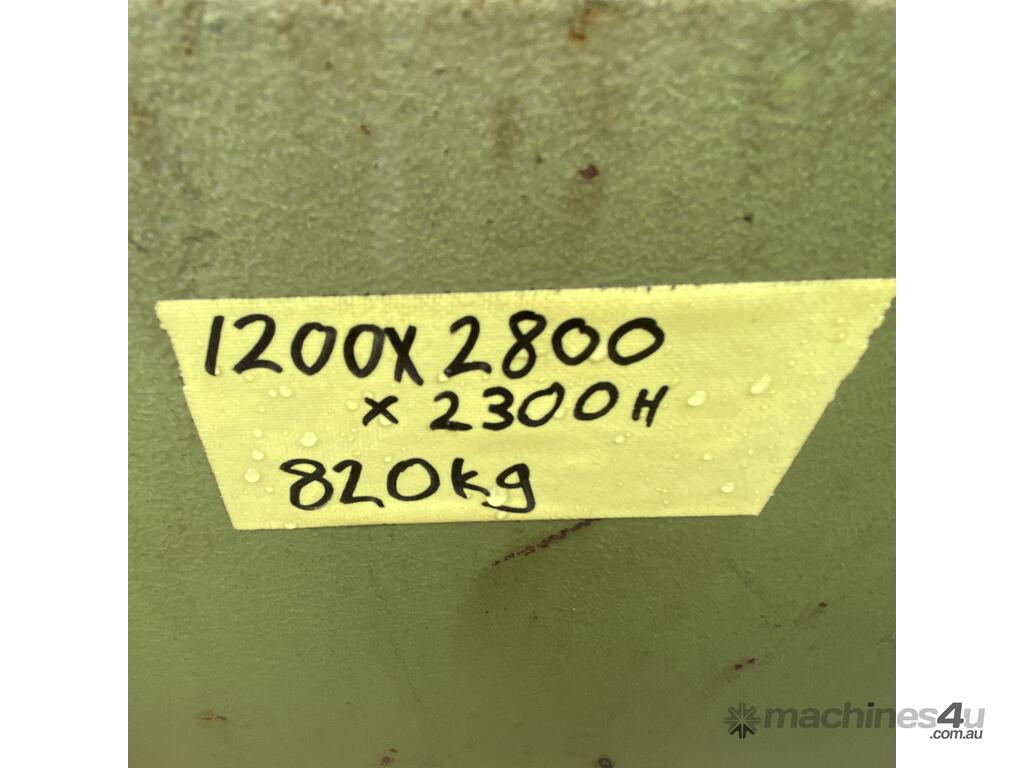 1200X2800
x 2300H
820kg
machines4u
.com.au